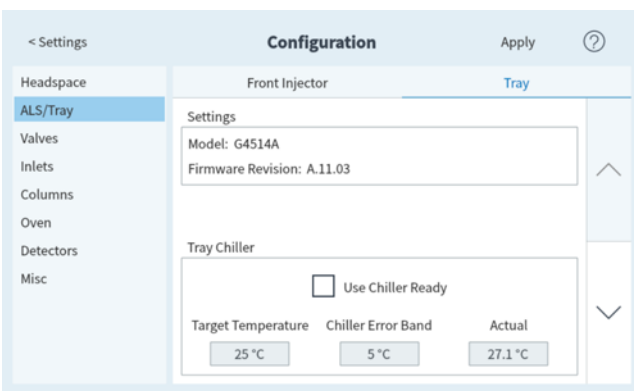 < Settings Configuration Apply ?
Headspace
ALS/Tray
Valves
Inlets
Columns
Oven
Detectors
Misc
Front Injector Tray
Settings
Model: G4514A
Firmware Revision: A.11.03
Tray Chiller
Use Chiller Ready
Target Temperature Chiller Error Band Actual
25 °C 5 °C 27.1 °C